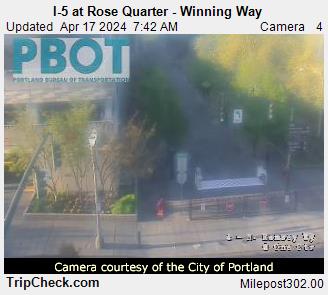 I-5 at Rose Quarter - Winning Way
Updated Apr 17 2024 7:42 AM Camera 4
PBOT
PORTLAND BUREAU OF TRANSPORTATION
Camera courtesy of the City of Portland
TripCheck.com Milepost302.00